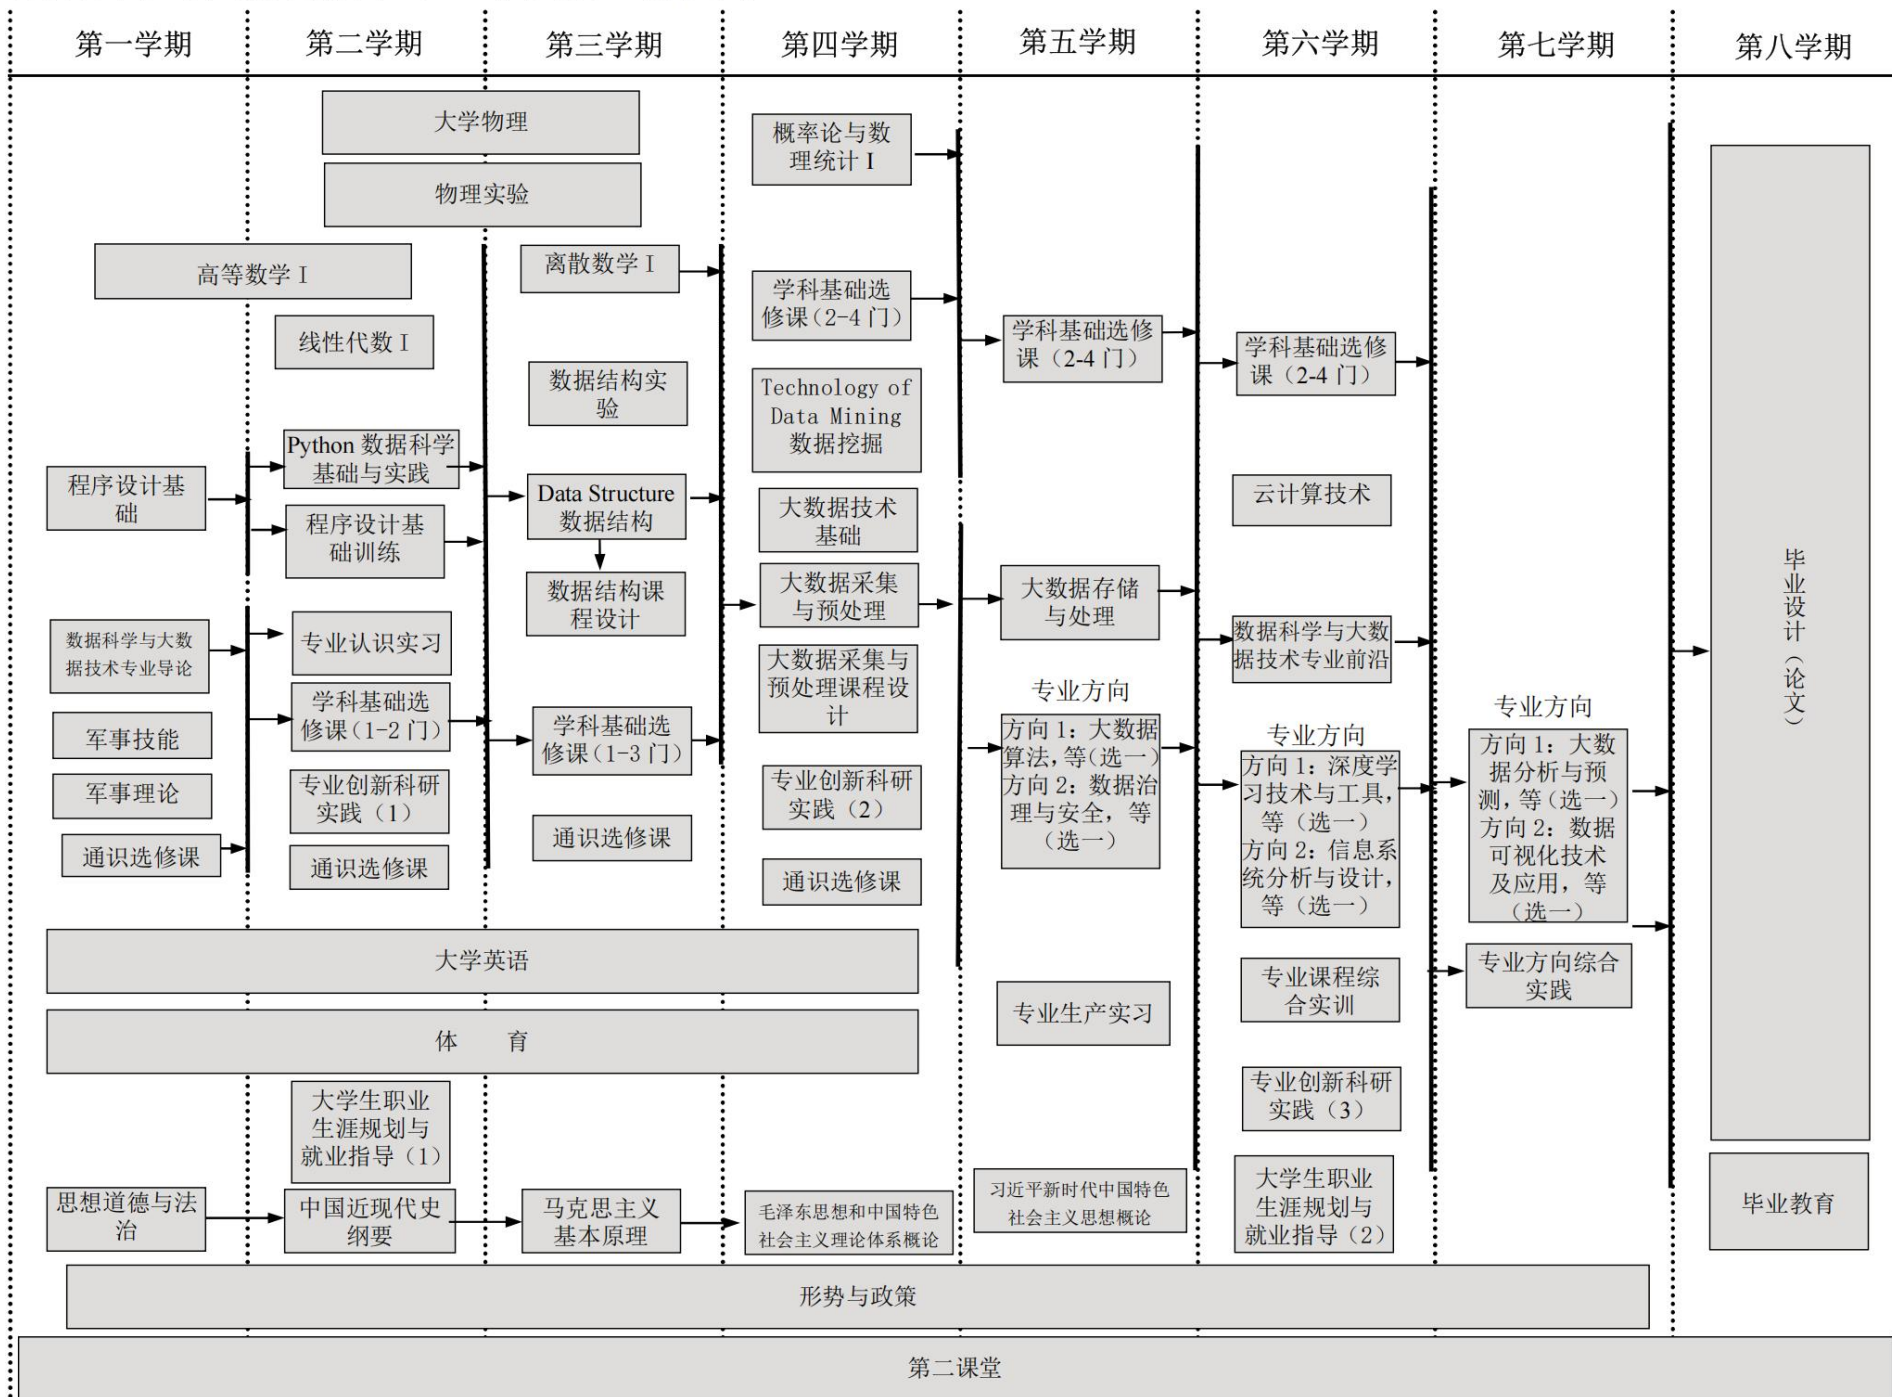 第一学期
第二学期
第三学期
第四学期
第五学期
第六学期
第七学期
第八学期
大学物理
物理实验
高等数学Ⅰ
线性代数Ⅰ
程序设计基
础
数据科学与大数
据技术专业导论
军事技能
军事理论
通识选修课
Python 数据科学
基础与实践
程序设计基
础训练
专业认识实习
学科基础选
修课(1-2 门)
专业创新科研
实践（1）
通识选修课
离散数学Ⅰ
数据结构实
验
Data Structure
数据结构
数据结构课
程设计
学科基础选
修课(1-3 门)
通识选修课
概率论与数
理统计Ⅰ
学科基础选
修课(2-4 门)
Technology of
Data Mining
数据挖掘
大数据技术
基础
大数据采集
与预处理
大数据采集与
预处理课程设
计
专业创新科研
实践（2）
通识选修课
学科基础选修
课（2-4 门）
大数据存储
与处理
专业方向
方向 1：大数据
算法，等(选一)
方向 2：数据治
理与安全，等
（选一）
专业生产实习
学科基础选修
课（2-4 门）
云计算技术
数据科学与大数
据技术专业前沿
专业方向
方向 1：深度学
习技术与工具，
等（选一）
方向 2：信息系
统分析与设计，
等（选一）
专业课程综
合实训
专业创新科研
实践（3）
专业方向
方向 1：大数
据分析与预
测，等(选一)
方向 2：数据
可视化技术
及应用，等
（选一）
专业方向综合
实践
毕业设计（论文）
大学英语
体 育
大学生职业
生涯规划与
就业指导（1）
思想道德与法
治
中国近现代史
纲要
马克思主义
基本原理
毛泽东思想和中国特色
社会主义理论体系概论
习近平新时代中国特色
社会主义思想概论
大学生职业
生涯规划与
就业指导（2）
毕业教育
形势与政策
第二课堂